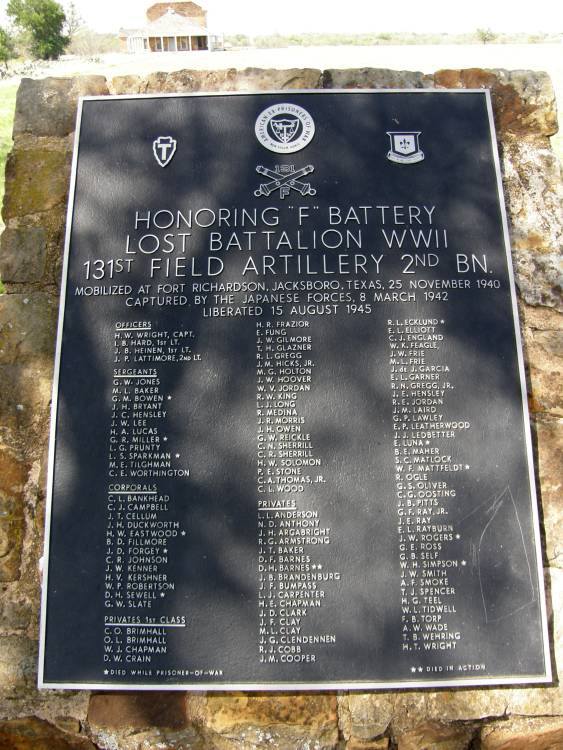 AMERICAN EX-PRISONERS OF WAR
131
F
HONORING "F" BATTERY
LOST BATTALION WWII
131ST FIELD ARTILLERY 2ND BN.
MOBILIZED AT FORT RICHARDSON, JACKSBORO, TEXAS, 25 NOVEMBER 1940
CAPTURED BY THE JAPANESE FORCES, 8 MARCH 1942
LIBERATED 15 AUGUST 1945
OFFICERS
H. W. WRIGHT, CAPT.
I. B. HARD, 1ST LT.
J. B. HEINEN, 1ST LT.
J. P. LATTIMORE, 2ND LT.
SERGEANTS
G. W. JONES
M. L. BAKER
G. M. BOWEN *
J. H. BRYANT
J. C. HENSLEY
J. W. LEE
H. A. LUCAS
G. R. MILLER *
L. G. PRUNTY
L. S. SPARKMAN *
M. E. TILGHMAN
C. E. WORTHINGTON
CORPORALS
C. L. BANKHEAD
C. J. CAMPBELL
J. T. CELLUM
J. H. DUCKWORTH
H. W. EASTWOOD *
B. D. FILLMORE
J. D. FORGEY *
C. R. JOHNSON
J. W. KENNER
H. V. KERSHNER
W. P. ROBERTSON
D. H. SEWELL *
G. W. SLATE
PRIVATES 1ST CLASS
C. O. BRIMHALL
O. L. BRIMHALL
W. J. CHAPMAN
D. W. CRAIN
H. R. FRAZIOR
E. FUNG
J. W. GILMORE
T. H. GLAZNER
R. L. GREGG
J. M. HICKS, JR.
M. G. HOLTON
J. W. HOOVER
W. V. JORDAN
R. W. KING
L. J. LONG
R. MEDINA
J. R. MORRIS
J. H. OWEN
G. W. REICKLE
C. N. SHERRILL
C. R. SHERRILL
H. W. SOLOMON
P. E. STONE
C. A. THOMAS, JR.
C. L. WOOD
PRIVATES
L. L. ANDERSON
N. D. ANTHONY
J. H. ARGABRIGHT
R. G. ARMSTRONG
J. T. BAKER
D. F. BARNES
D. H. BARNES **
J. B. BRANDENBURG
J. F. BUMPASS
L. J. CARPENTER
H. E. CHAPMAN
J. D. CLARK
J. F. CLAY
M. L. CLAY
J. G. CLENDENNEN
R. J. COBB
J. M. COOPER
R. L. ECKLUND *
E. L. ELLIOTT
C. J. ENGLAND
W. K. FEAGLE,
J. W. FRIE
M. L. FRIE
J. de J. GARCIA
E. L. GARNER
R. N. GREGG, JR.
J. E. HENSLEY
R. E. JORDAN
J. M. LAIRD
G. P. LAWLEY
E. P. LEATHERWOOD
J. J. LEDBETTER
E. LUNA *
B. E. MAHER
S. C. MATLOCK
W. F. MATTFELDT *
R. OGLE
G. S. OLIVER
C. G. OOSTING
J. B. PITTS
G. F. RAY, JR.
J. E. RAY
E. L. RAYBURN
J. W. ROGERS *
G. E. ROSS
G. B. SELF
W. H. SIMPSON *
J. W. SMITH
A. F. SMOKE
T. J. SPENCER
H. G. TEEL
W. L. TIDWELL
F. B. TORP
A. W. WADE
T. B. WEHRING
H. T. WRIGHT
* DIED WHILE PRISONER-OF-WAR
** DIED IN ACTION